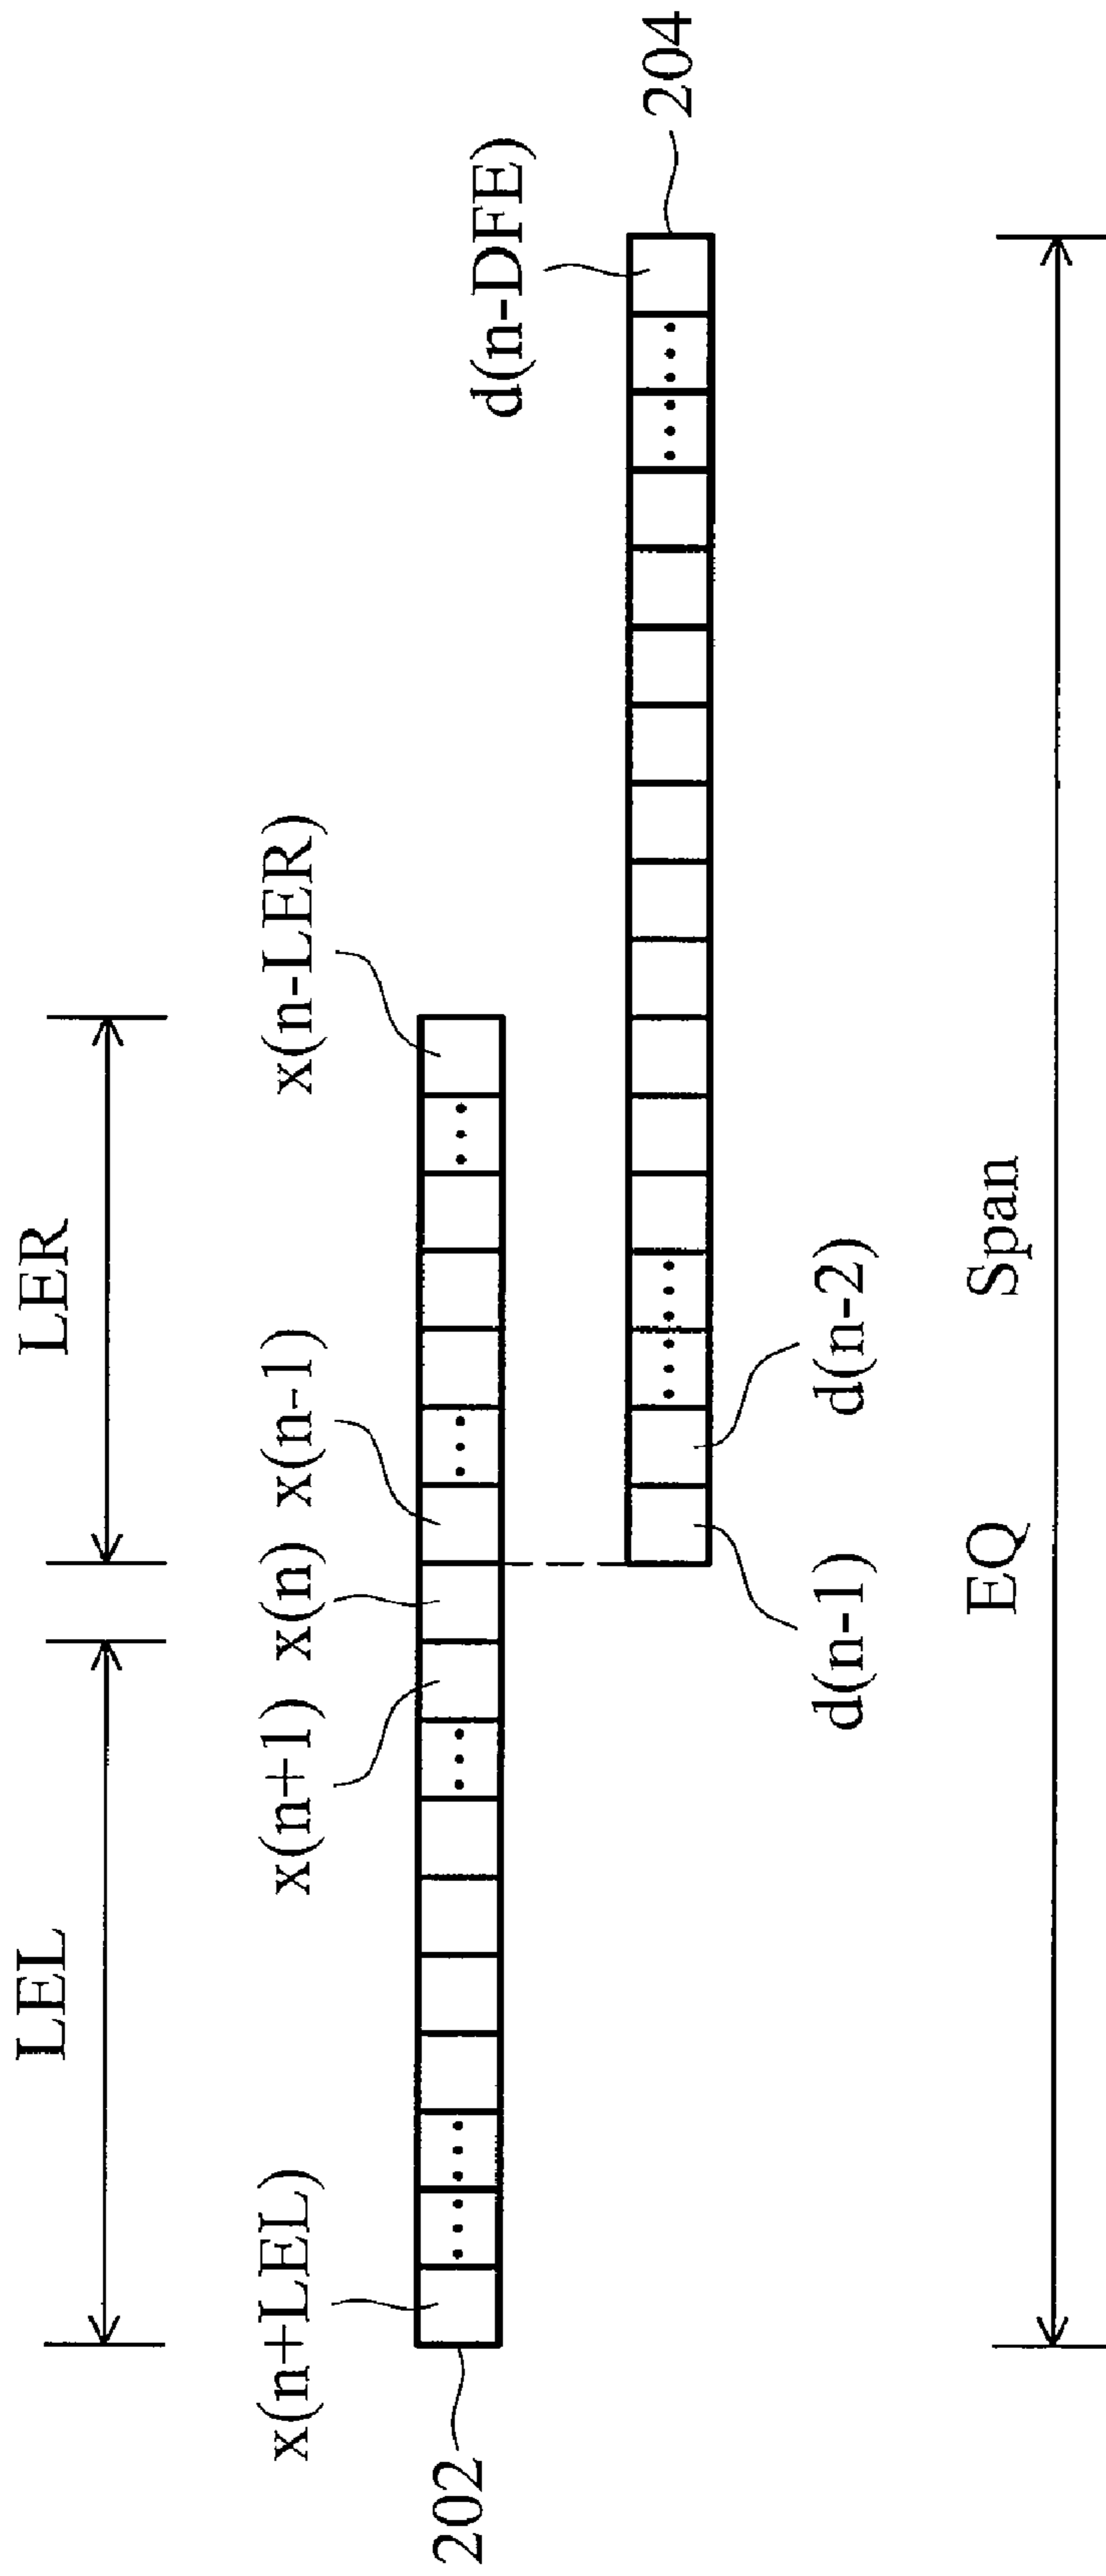 LEL
LER
x(n+LEL)
x(n+1)
x(n)
x(n-1)
x(n-LER)
202
...
...
...
...
...
d(n-DFE)
204
...
...
...
...
d(n-1)
d(n-2)
EQ Span